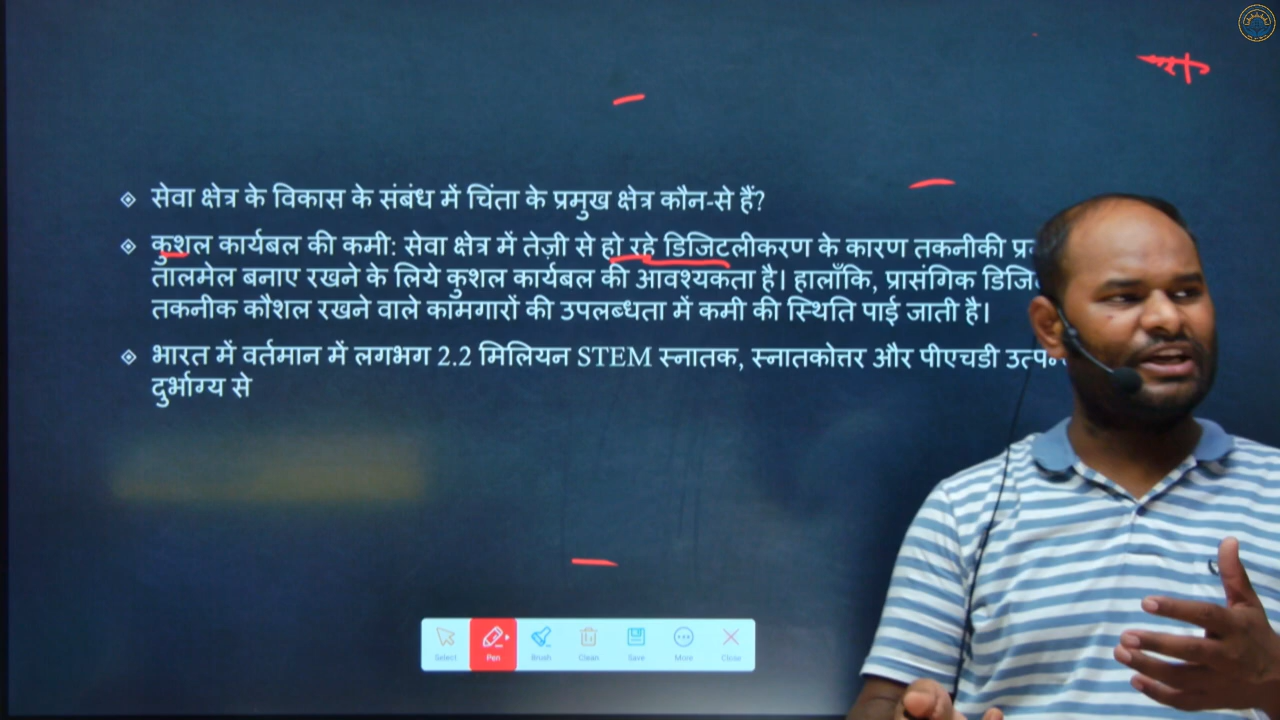 सेवा क्षेत्र के विकास के संबंध में चिंता के प्रमुख क्षेत्र कौन-से हैं?
कुशल कार्यबल की कमी: सेवा क्षेत्र में तेज़ी से हो रहे डिजिटलीकरण के कारण तकनीकी
तालमेल बनाए रखने के लिये कुशल कार्यबल की आवश्यकता है। हालाँकि, प्रासंगिक
तकनीक कौशल रखने वाले कामगारों की उपलब्धता में कमी की स्थिति पाई जाती है।
भारत में वर्तमान में लगभग 2.2 मिलियन STEM स्नातक, स्नातकोत्तर और पीएचडी
दुर्भाग्य से
Select Pen Brush Clean Save More Close